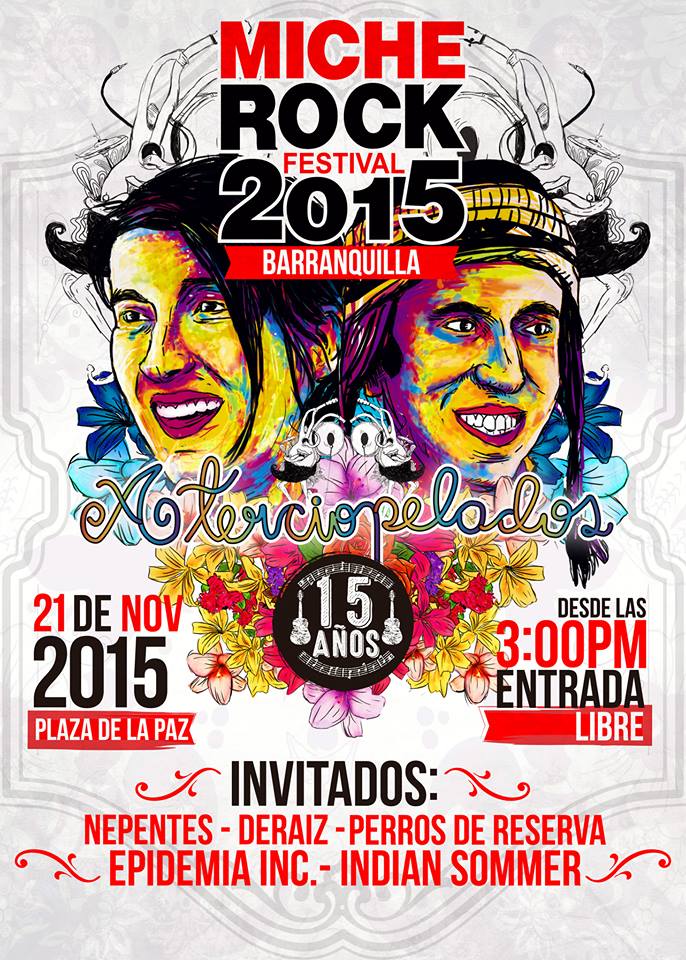 MICHE
ROCK
FESTIVAL
2015
BARRANQUILLA
Aterciopelados
15
AÑOS
21 DE NOV
2015
PLAZA DE LA PAZ
DESDE LAS
3:00PM
ENTRADA
LIBRE
INVITADOS:
NEPENTES - DERAIZ -PERROS DE RESERVA
EPIDEMIA INC.- INDIAN SOMMER